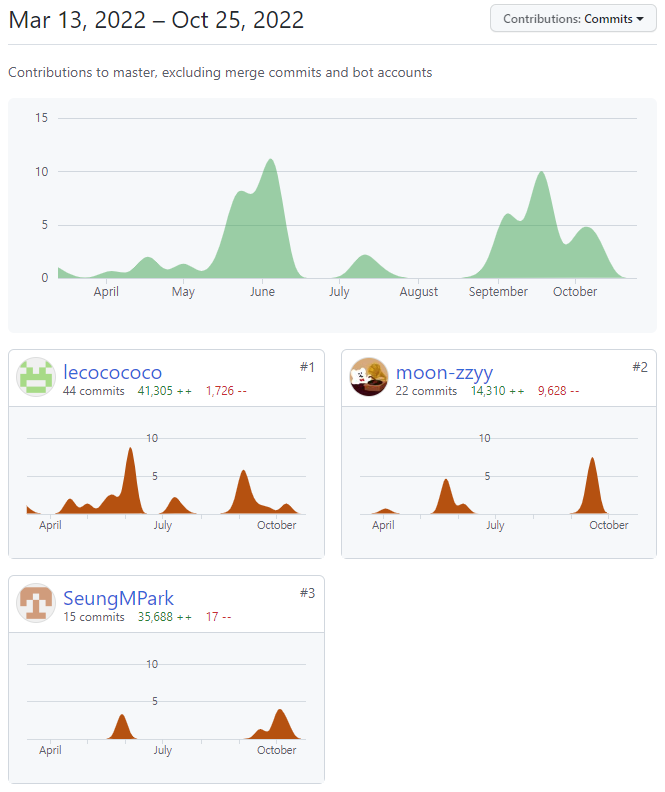 Mar 13, 2022 – Oct 25, 2022
Contributions: Commits
Contributions to master, excluding merge commits and bot accounts
15
10
5
0
April May June July August September October
lecocococo #1
44 commits 41,305 ++ 1,726 --
10
5
April July October
moon-zzyy #2
22 commits 14,310 ++ 9,628 --
10
5
April July October
SeungMPark #3
15 commits 35,688 ++ 17 --
10
5
April July October